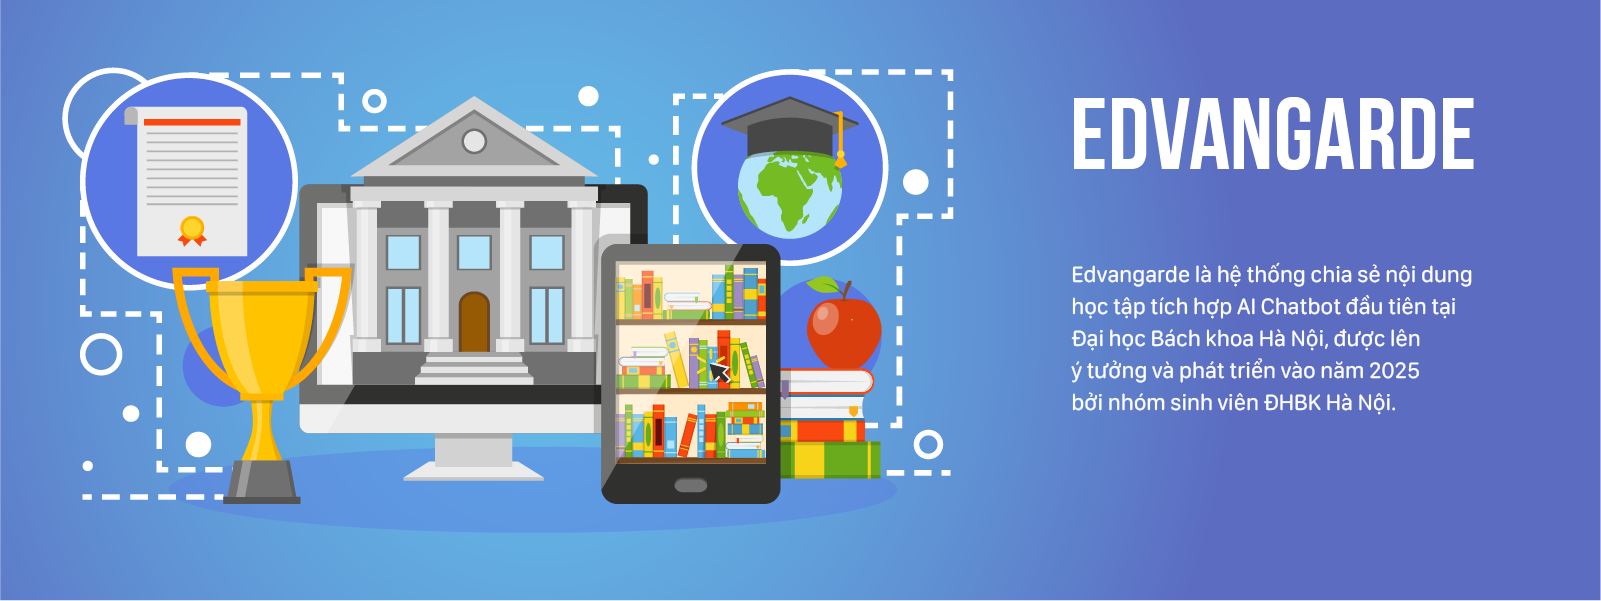 EDVANGARDE
Edvangarde là hệ thống chia sẻ nội dung
học tập tích hợp AI Chatbot đầu tiên tại
Đại học Bách khoa Hà Nội, được lên
ý tưởng và phát triển vào năm 2025
bởi nhóm sinh viên ĐHBK Hà Nội.